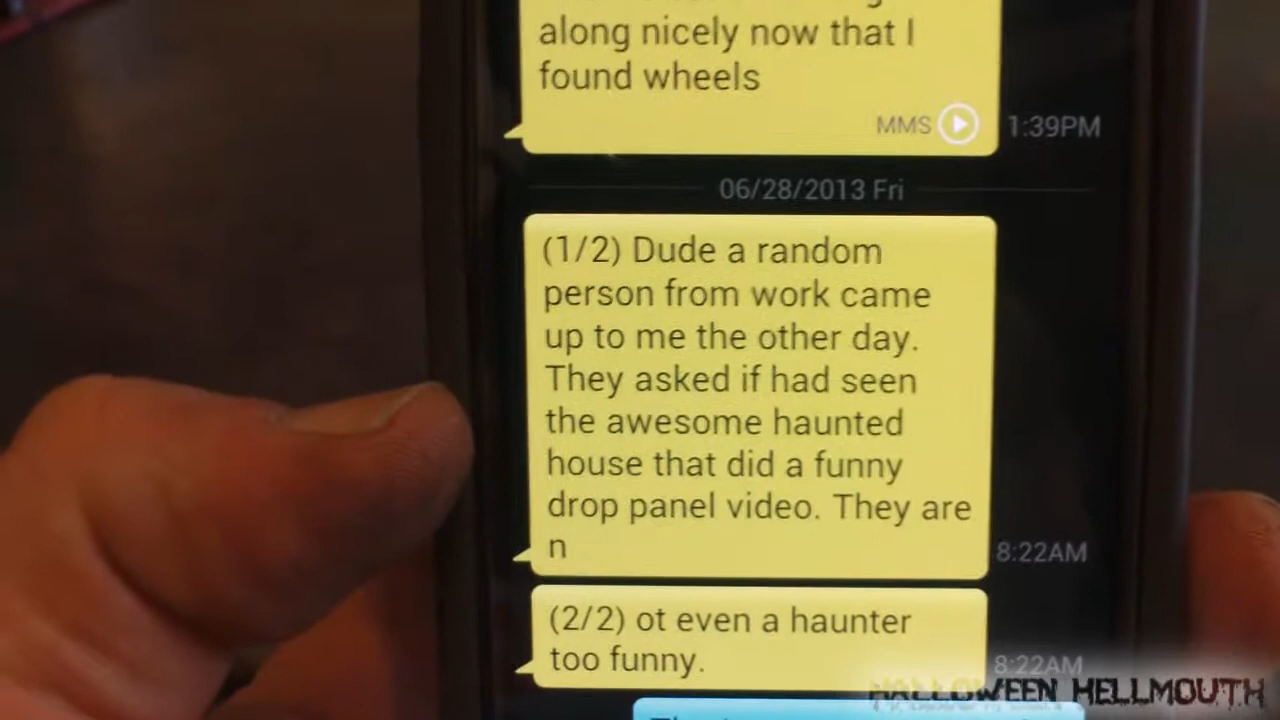 along nicely now that I
found wheels
MMS 1:39PM
06/28/2013 Fri
(1/2) Dude a random
person from work came
up to me the other day.
They asked if had seen
the awesome haunted
house that did a funny
drop panel video. They are
n
8:22AM
(2/2) ot even a haunter
too funny.
8:22AM
HALLOWEEN HELLMOUTH